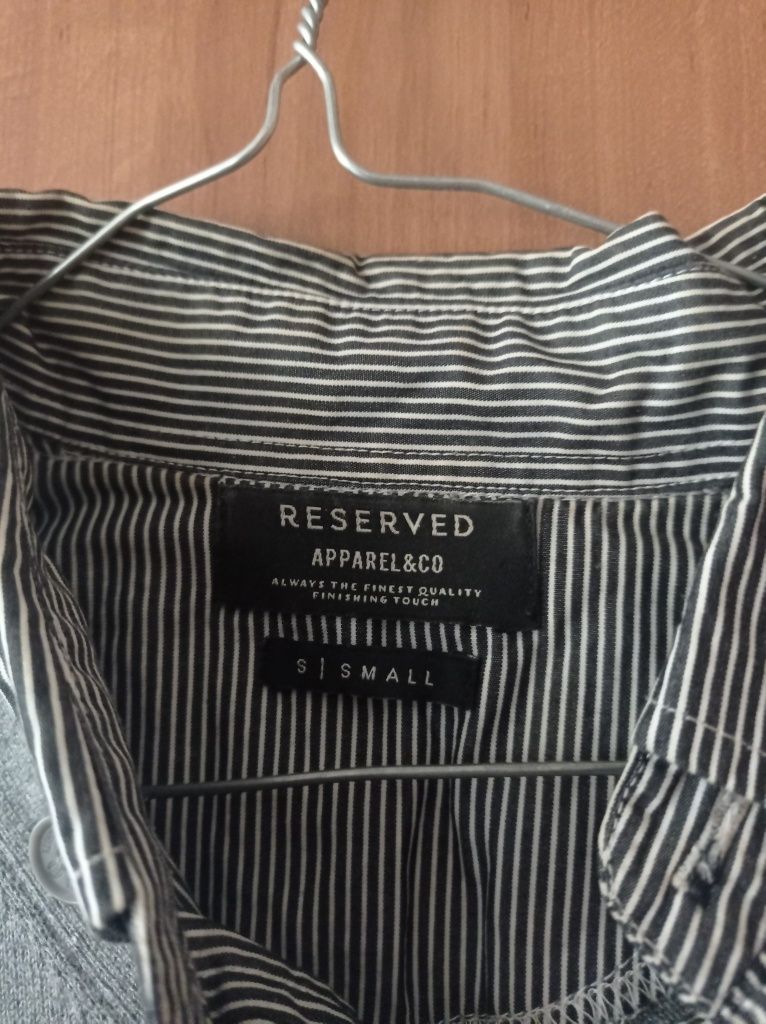 RESERVED
APPAREL&CO
ALWAYS THE FINEST QUALITY
FINISHING TOUCH
S | SMALL